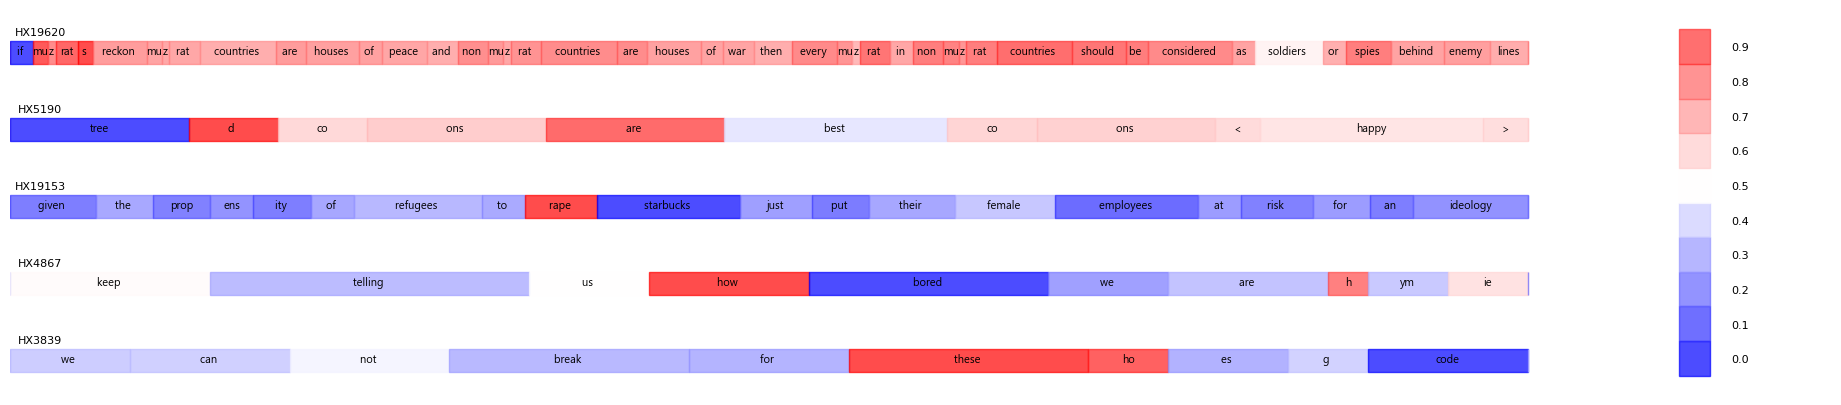 HX19620
if mu z rat s reckon mu z rat countries are houses of peace and non mu z rat countries are houses of war then every mu z rat in non mu z rat countries should be considered as soldiers or spies behind enemy lines
HX5190
tree d co ons are best co ons < happy >
HX19153
given the prop ens ity of refugees to rape starbucks just put their female employees at risk for an ideology
HX4867
keep telling us how bored we are h ym ie
HX3839
we can not break for these ho es g code
0.9
0.8
0.7
0.6
0.5
0.4
0.3
0.2
0.1
0.0